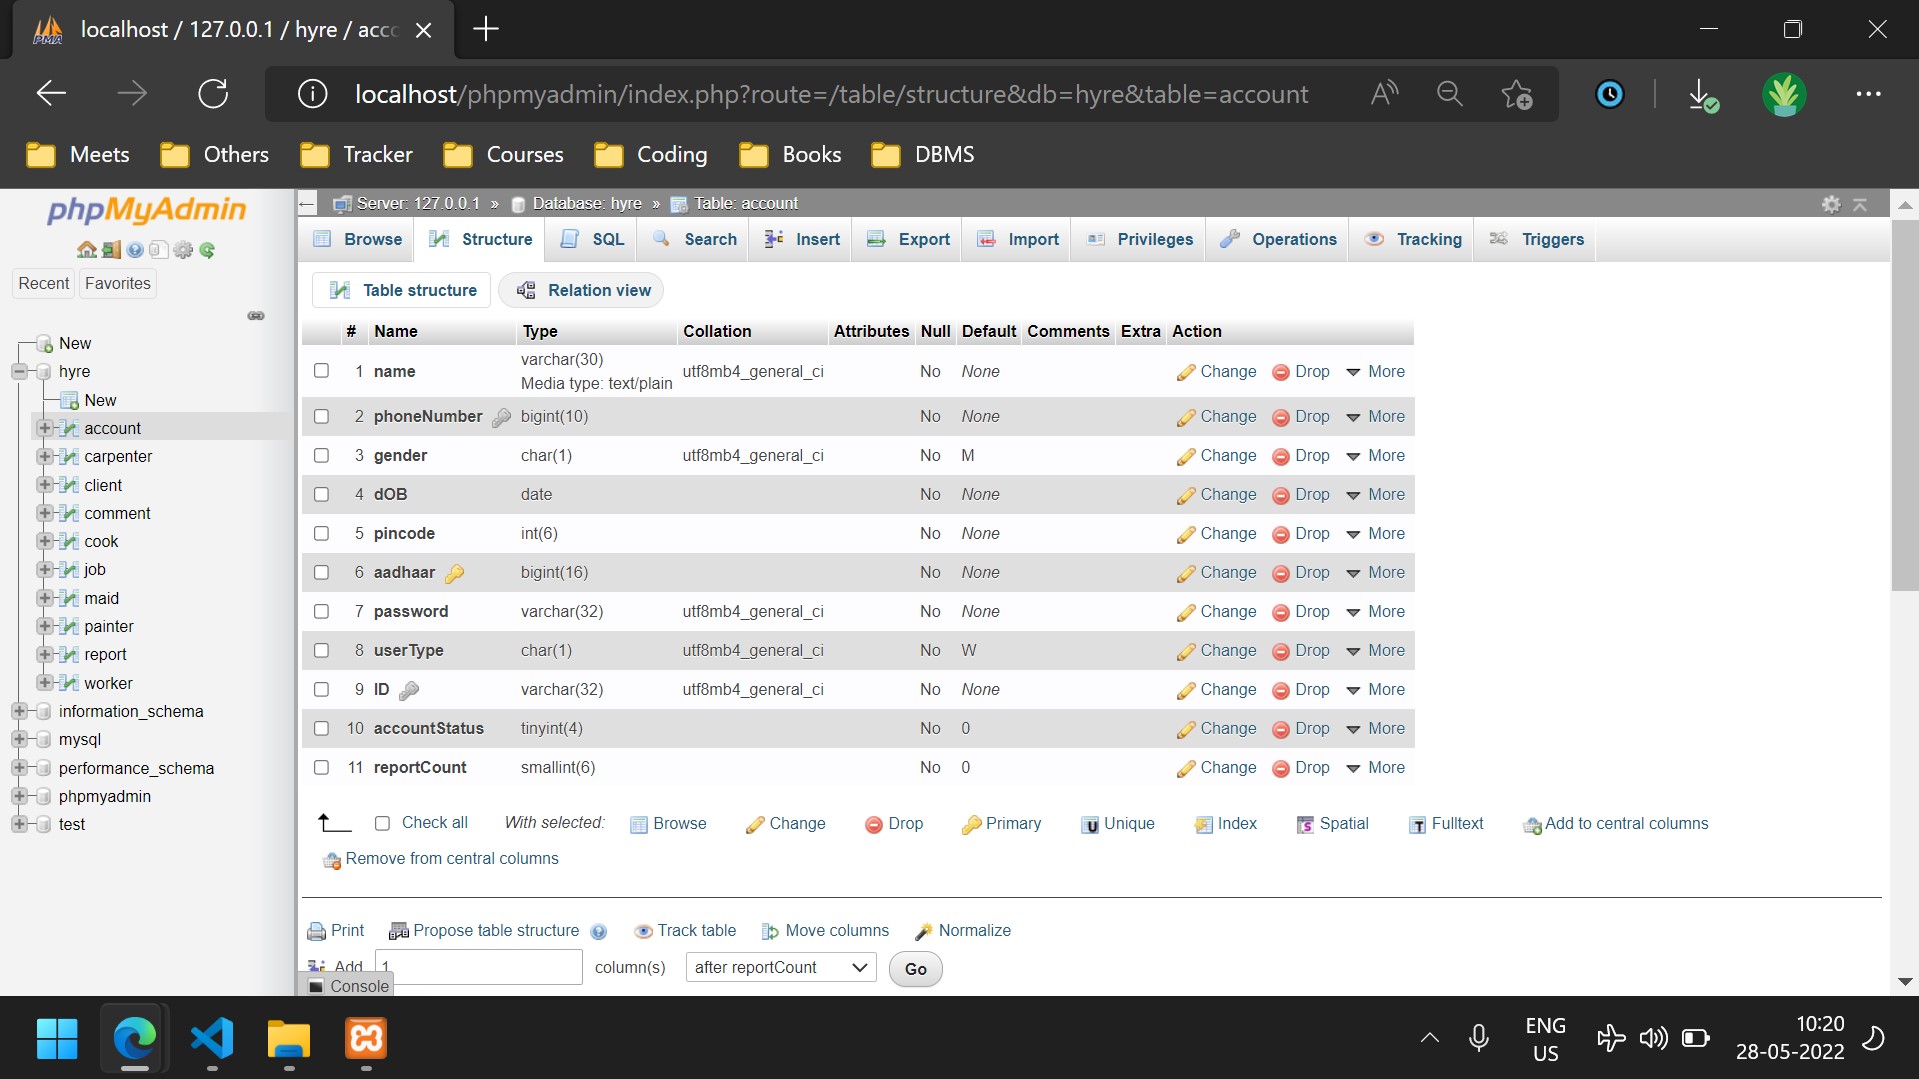 localhost / 127.0.0.1 / hyre / acco
localhost/phpmyadmin/index.php?route=/table/structure&db=hyre&table=account
Meets Others Tracker Courses Coding Books DBMS
phpMyAdmin
Recent Favorites
New
hyre
New
account
carpenter
client
comment
cook
job
maid
painter
report
worker
information_schema
mysql
performance_schema
phpmyadmin
test
Server: 127.0.0.1 » Database: hyre » Table: account
Browse Structure SQL Search Insert Export Import Privileges Operations Tracking Triggers
Table structure Relation view
# Name Type Collation Attributes Null Default Comments Extra Action
1 name varchar(30) Media type: text/plain utf8mb4_general_ci No None Change Drop More
2 phoneNumber bigint(10) No None Change Drop More
3 gender char(1) utf8mb4_general_ci No M Change Drop More
4 dOB date No None Change Drop More
5 pincode int(6) No None Change Drop More
6 aadhaar bigint(16) No None Change Drop More
7 password varchar(32) utf8mb4_general_ci No None Change Drop More
8 userType char(1) utf8mb4_general_ci No W Change Drop More
9 ID varchar(32) utf8mb4_general_ci No None Change Drop More
10 accountStatus tinyint(4) No 0 Change Drop More
11 reportCount smallint(6) No 0 Change Drop More
Check all With selected: Browse Change Drop Primary Unique Index Spatial Fulltext Add to central columns
Remove from central columns
Print Propose table structure Track table Move columns Normalize
Add 1 column(s) after reportCount Go
Console
ENG
US
10:20
28-05-2022